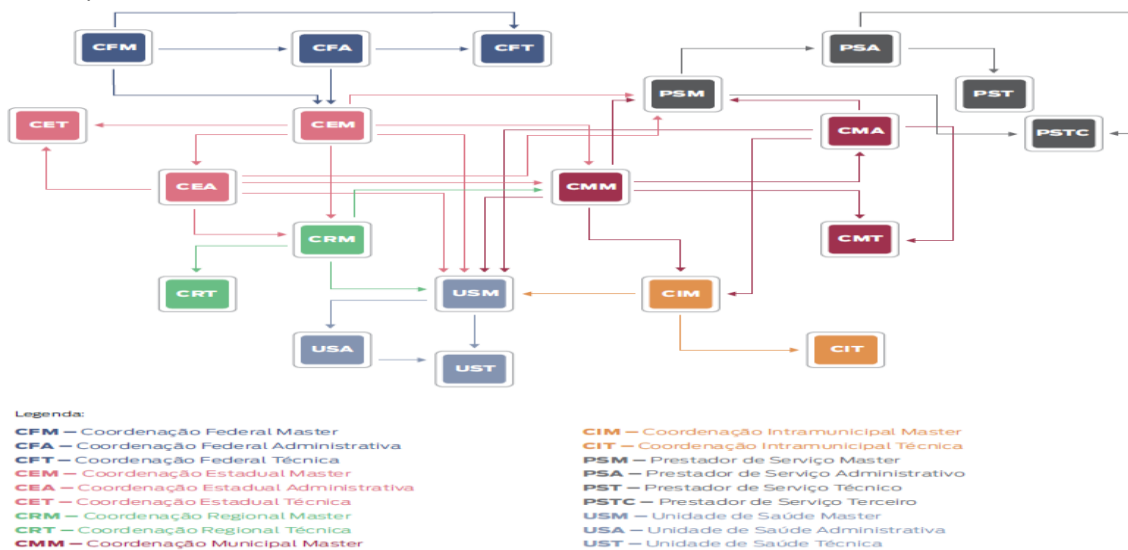 CFM
CFA
CFT
PSA
PSM
PST
CET
CEM
CMA
PSTC
CEA
CMM
CRM
CMT
CRT
USM
CIM
USA
UST
CIT
Legenda:
CFM — Coordenação Federal Master
CFA — Coordenação Federal Administrativa
CFT — Coordenação Federal Técnica
CEM — Coordenação Estadual Master
CEA — Coordenação Estadual Administrativa
CET — Coordenação Estadual Técnica
CRM — Coordenação Regional Master
CRT — Coordenação Regional Técnica
CMM — Coordenação Municipal Master
CIM — Coordenação Intramunicipal Master
CIT — Coordenação Intramunicipal Técnica
PSM — Prestador de Serviço Master
PSA — Prestador de Serviço Administrativo
PST — Prestador de Serviço Técnico
PSTC — Prestador de Serviço Terceiro
USM — Unidade de Saúde Master
USA — Unidade de Saúde Administrativa
UST — Unidade de Saúde Técnica